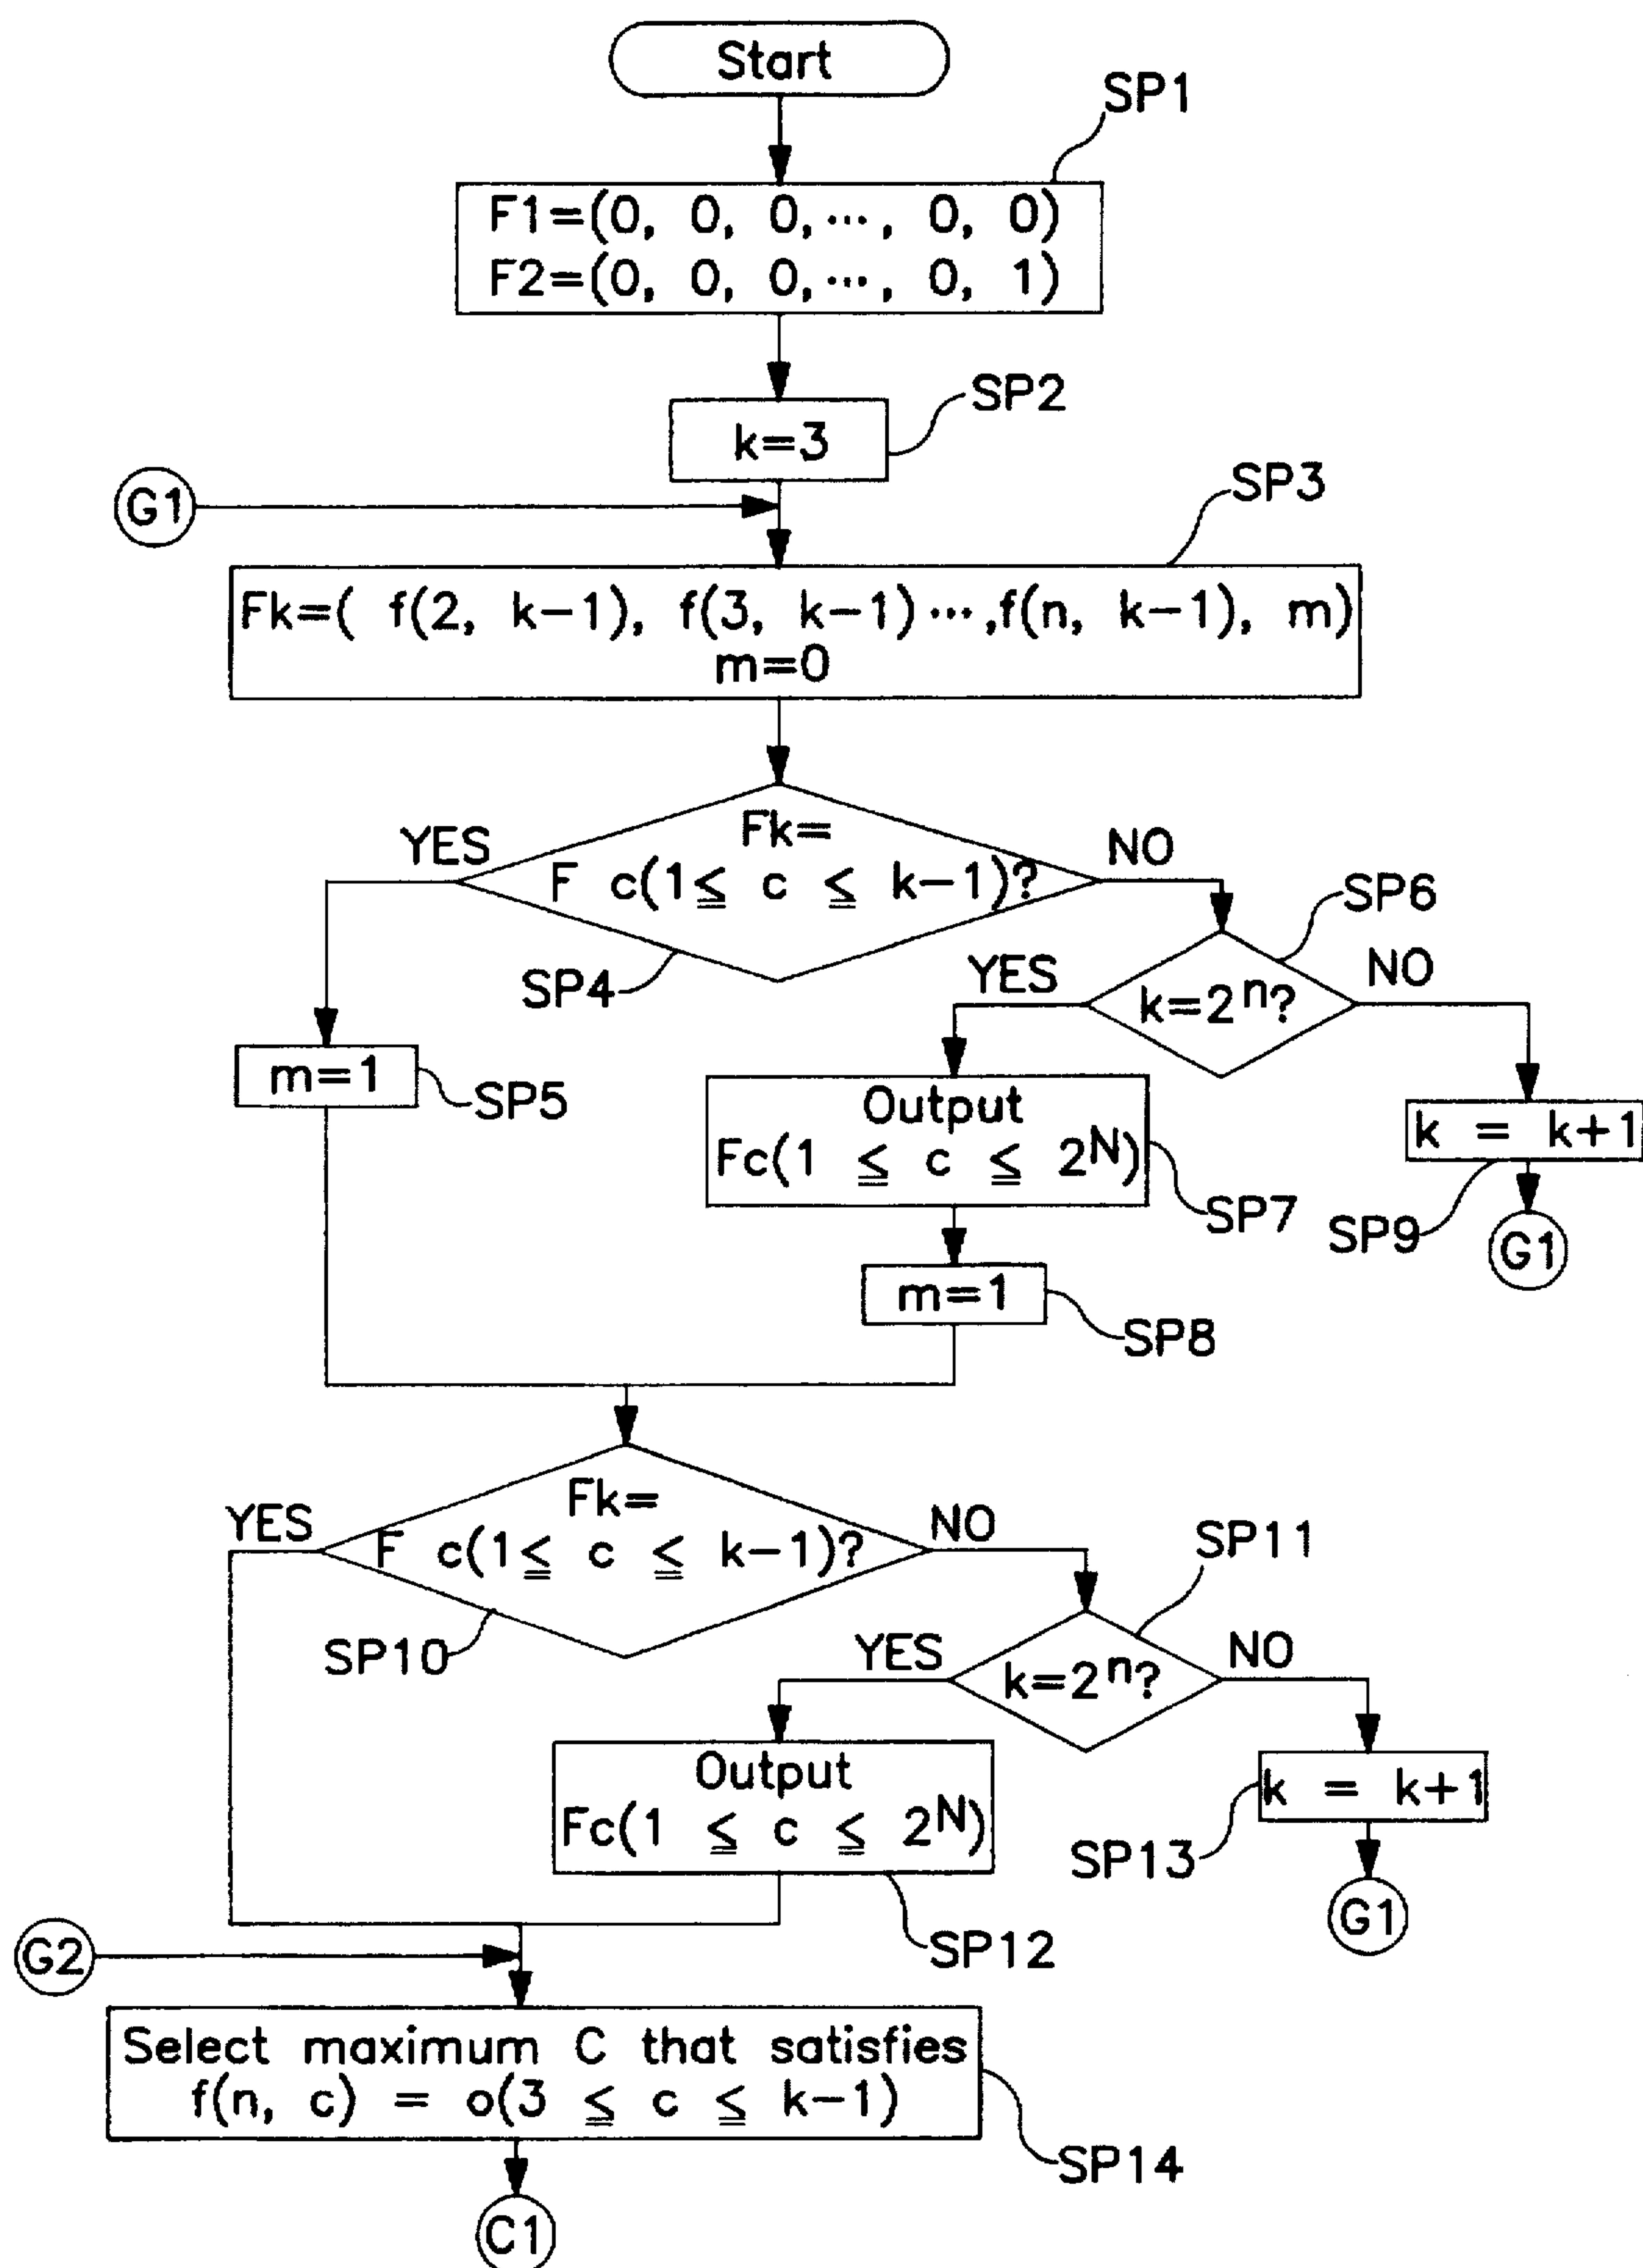 Start
SP1
F1=(0, 0, 0,⋯, 0, 0)
F2=(0, 0, 0,⋯, 0, 1)
SP2
k=3
G1
SP3
Fk=( f(2, k−1), f(3, k−1)⋯,f(n, k−1), m)
m=0
YES
Fk=
F c(1≦ c ≦ k−1)?
NO
SP4
SP6
YES
k=2ⁿ?
NO
m=1
SP5
Output
Fc(1 ≦ c ≦ 2ᴺ)
SP7
k = k+1
SP9
G1
m=1
SP8
YES
Fk=
F c(1≦ c ≦ k−1)?
NO
SP10
SP11
YES
k=2ⁿ?
NO
Output
Fc(1 ≦ c ≦ 2ᴺ)
SP12
k = k+1
SP13
G1
G2
Select maximum C that satisfies
f(n, c) = o(3 ≦ c ≦ k−1)
SP14
C1